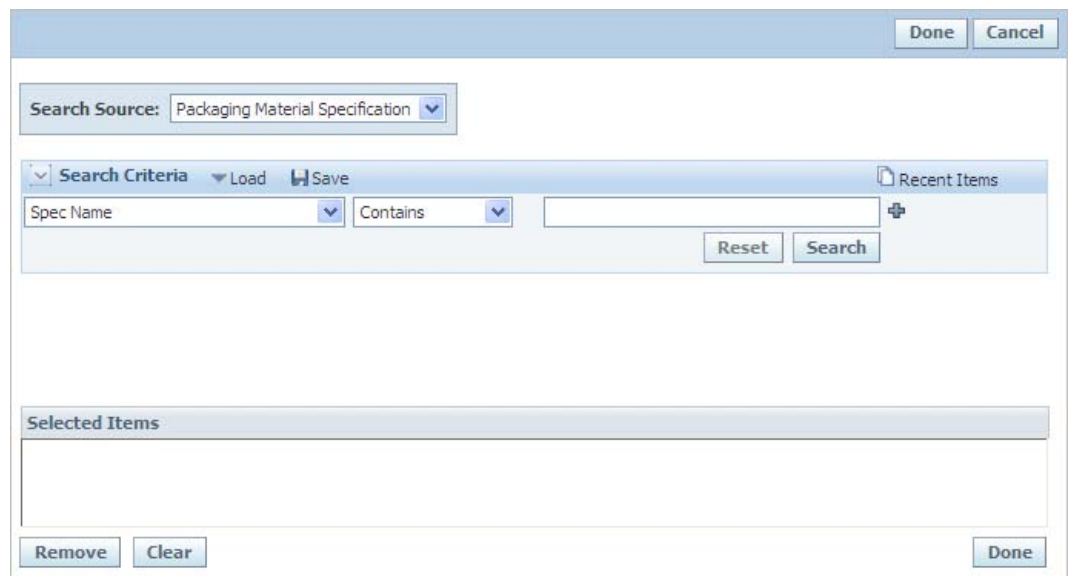 Done Cancel
Search Source: Packaging Material Specification
Search Criteria Load Save Recent Items
Spec Name Contains
Reset Search
Selected Items
Remove Clear Done